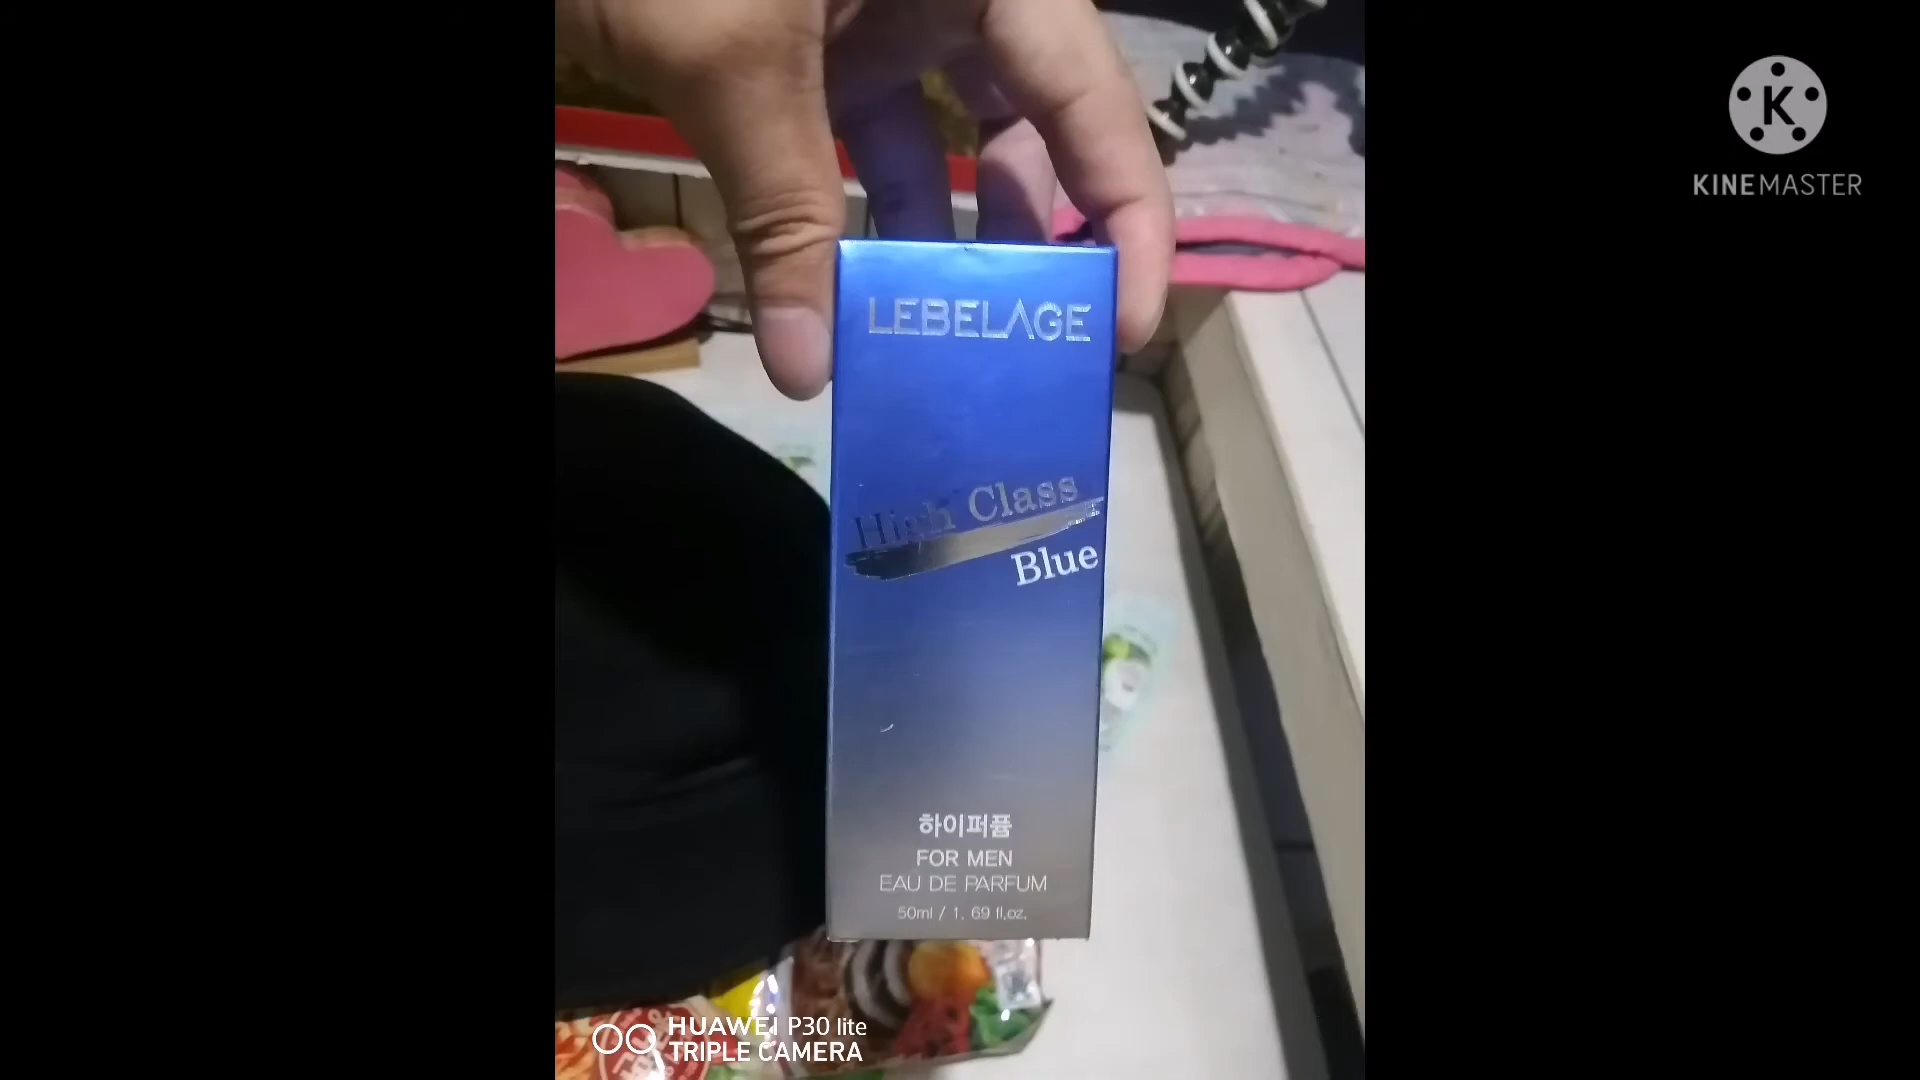 LEBELAGE
High Class
Blue
하이퍼퓸
FOR MEN
EAU DE PARFUM
50ml / 1. 69 fl.oz.
K
KINEMASTER
HUAWEI P30 lite
TRIPLE CAMERA